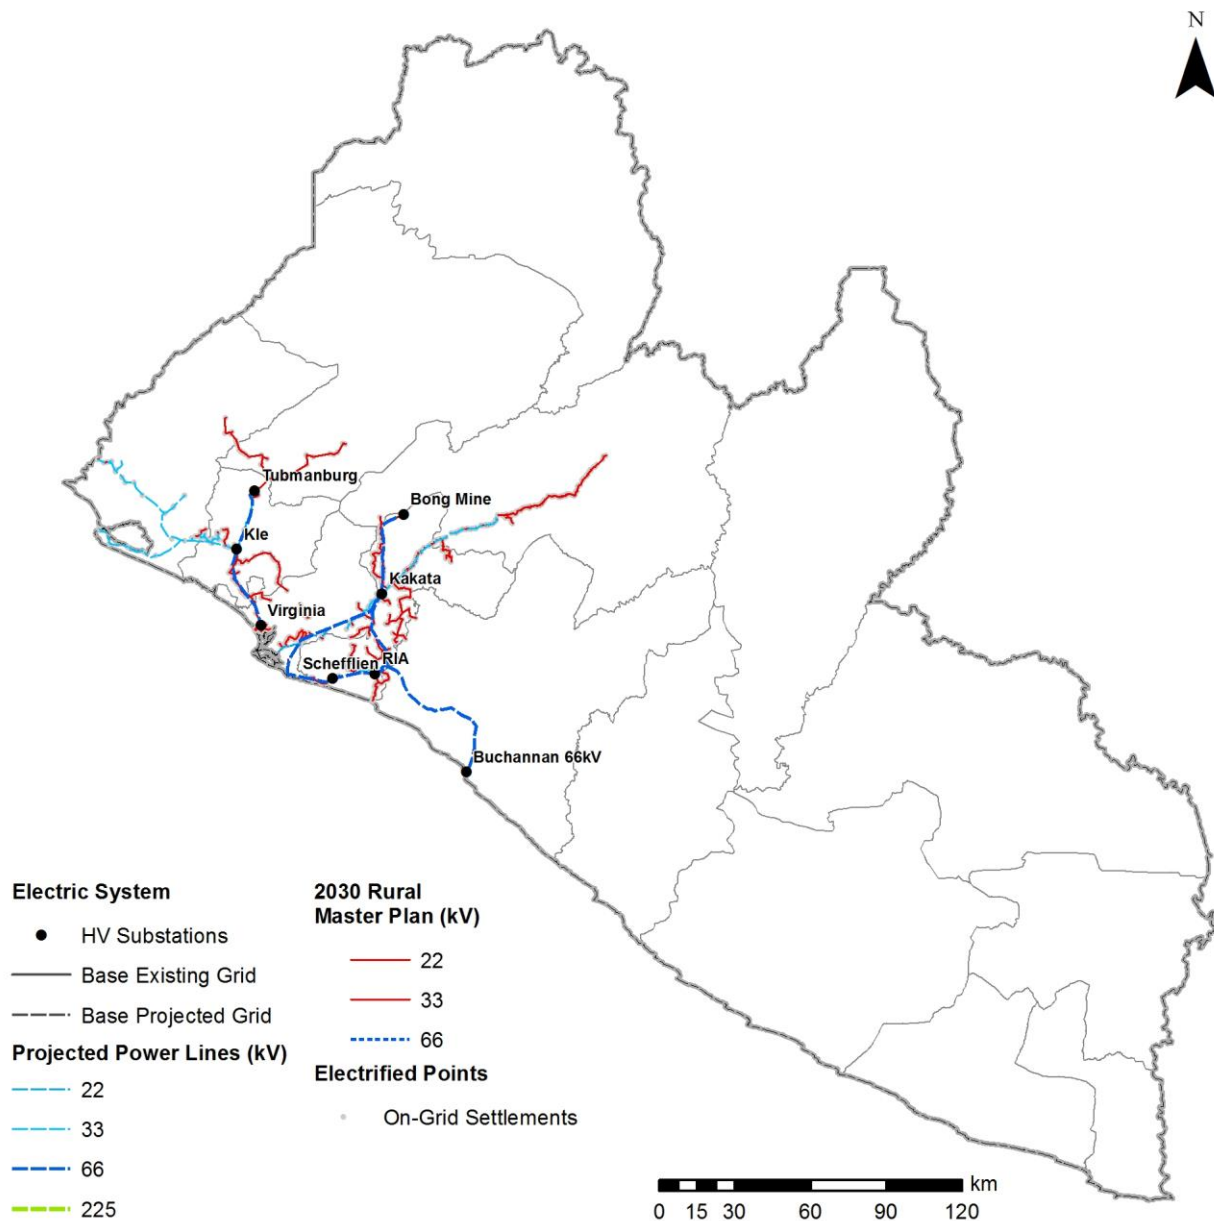 N
Tubmanburg
Bong Mine
Kle
Kakata
Virginia
Schefflien
RIA
Buchannan 66kV
Electric System
HV Substations
Base Existing Grid
Base Projected Grid
Projected Power Lines (kV)
22
33
66
225
2030 Rural
Master Plan (kV)
22
33
66
Electrified Points
On-Grid Settlements
km
0 15 30 60 90 120